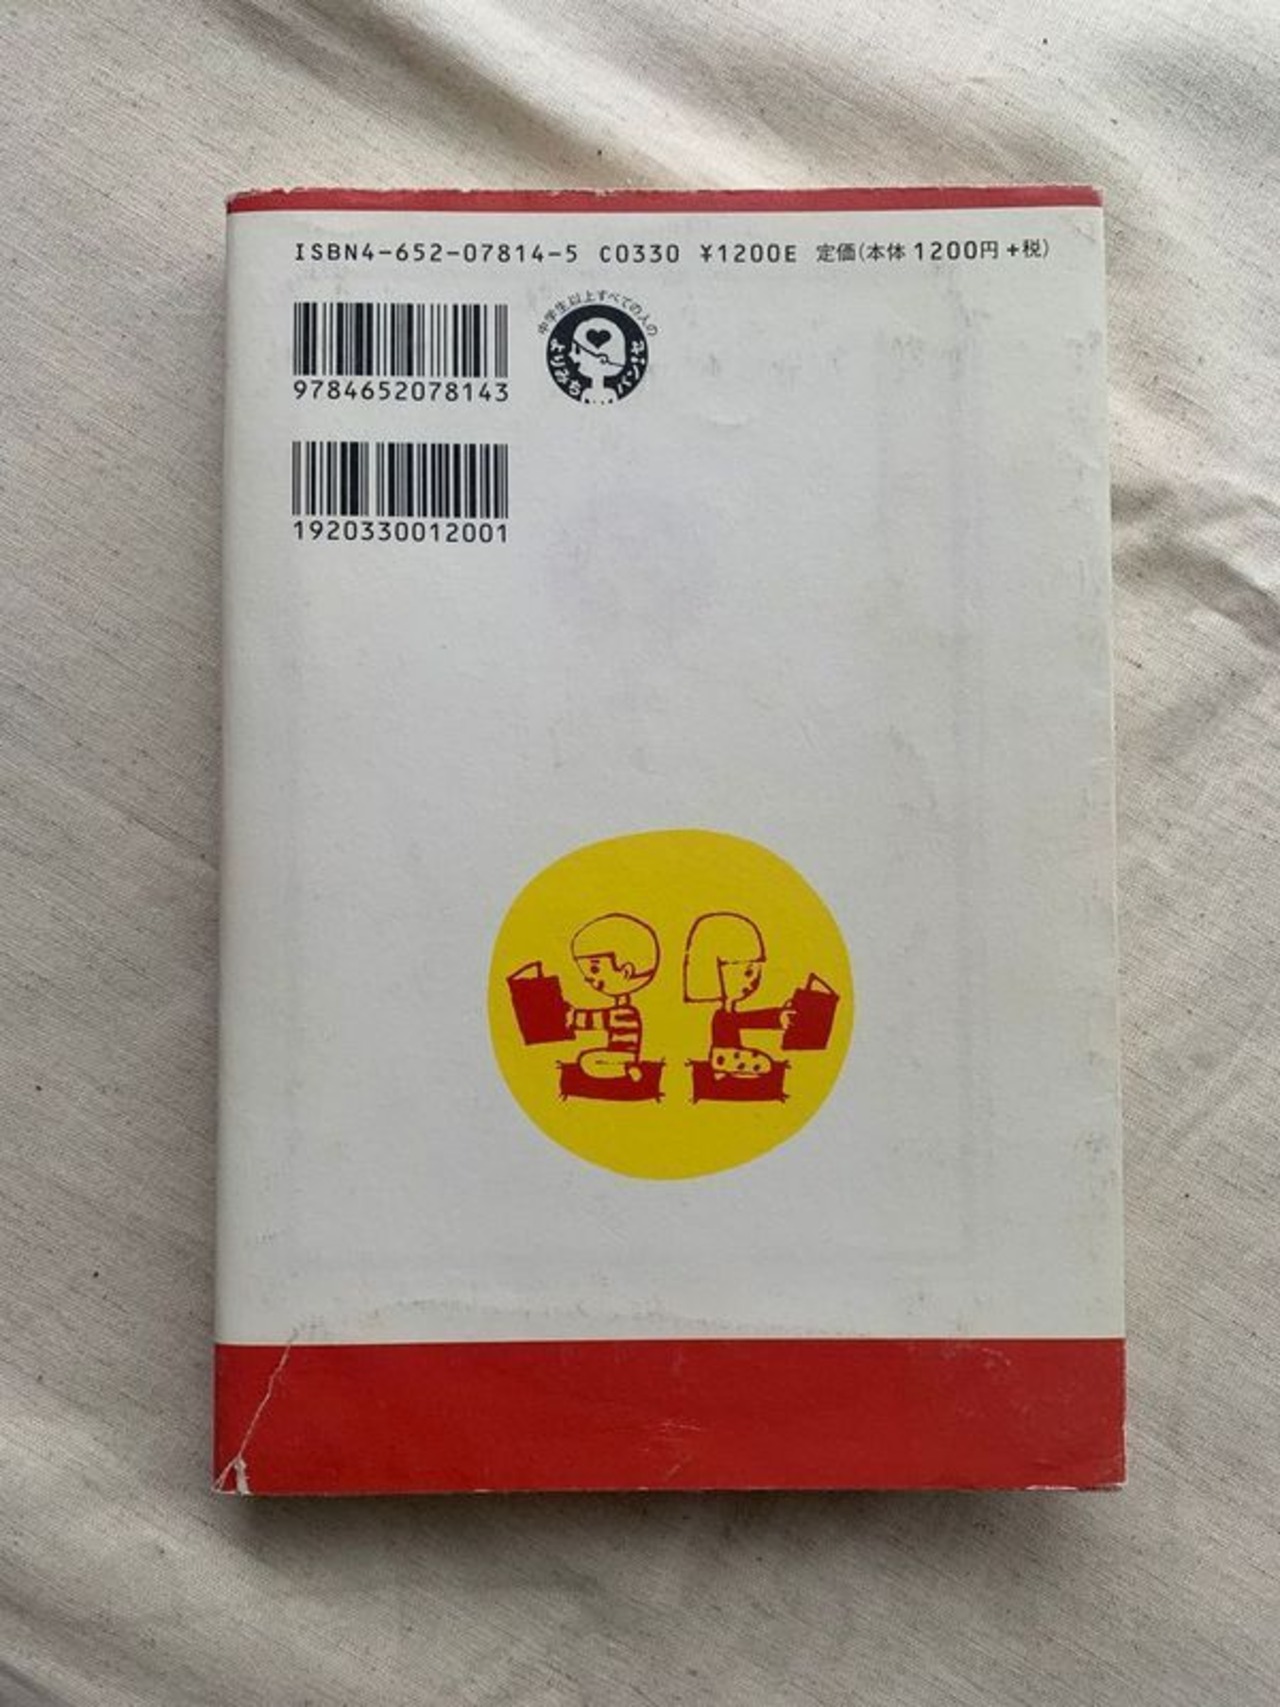 ISBN4-652-07814-5 C0330 ¥1200E 定価(本体1200円+税)
9784652078143
中学生以上すべての人の
よりみちパン!セ
1920330012001